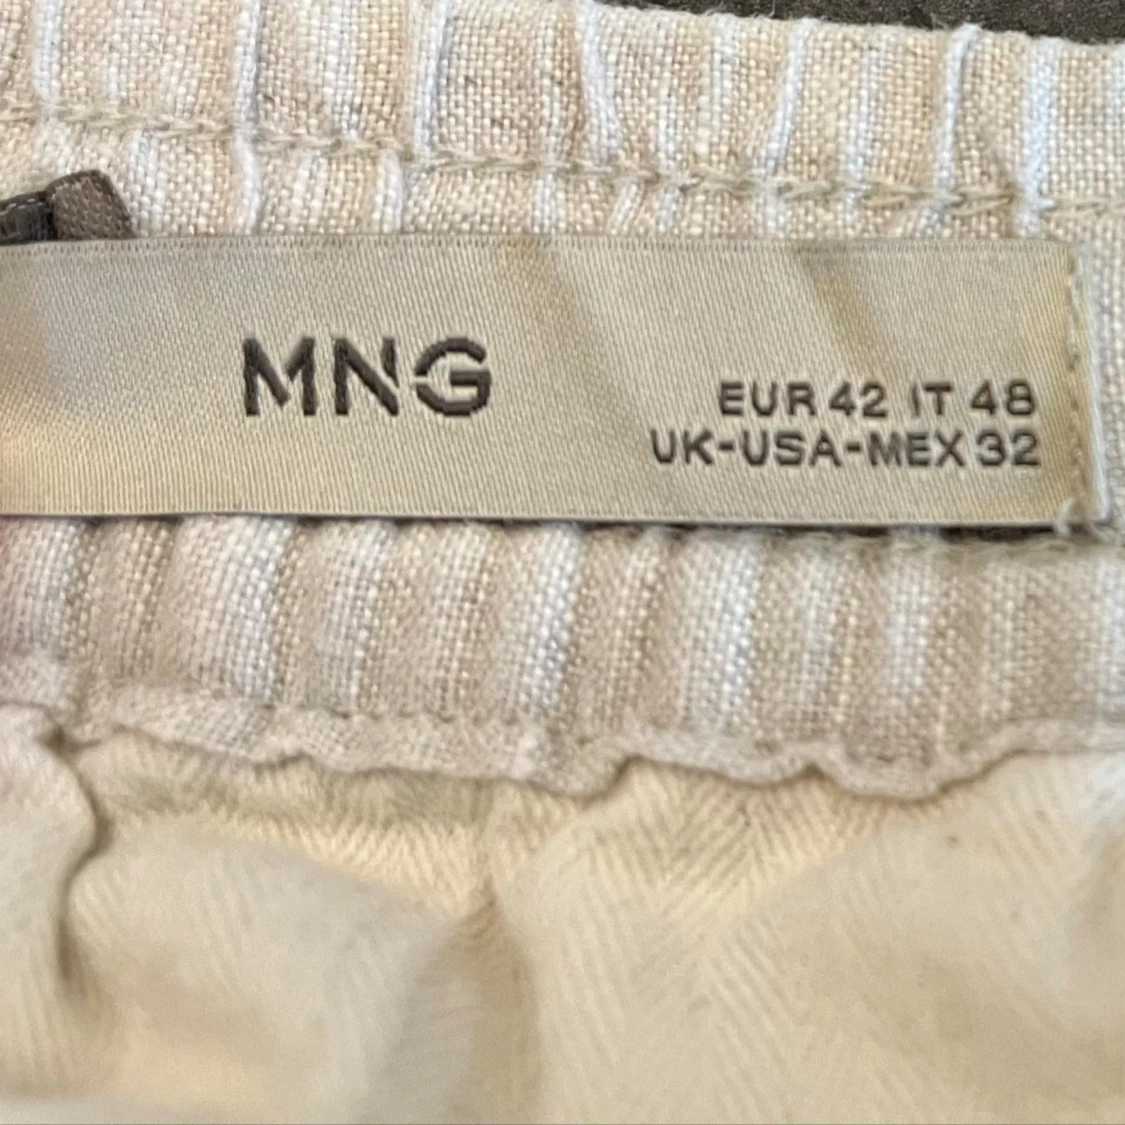 MNG
EUR 42 IT 48
UK-USA-MEX 32